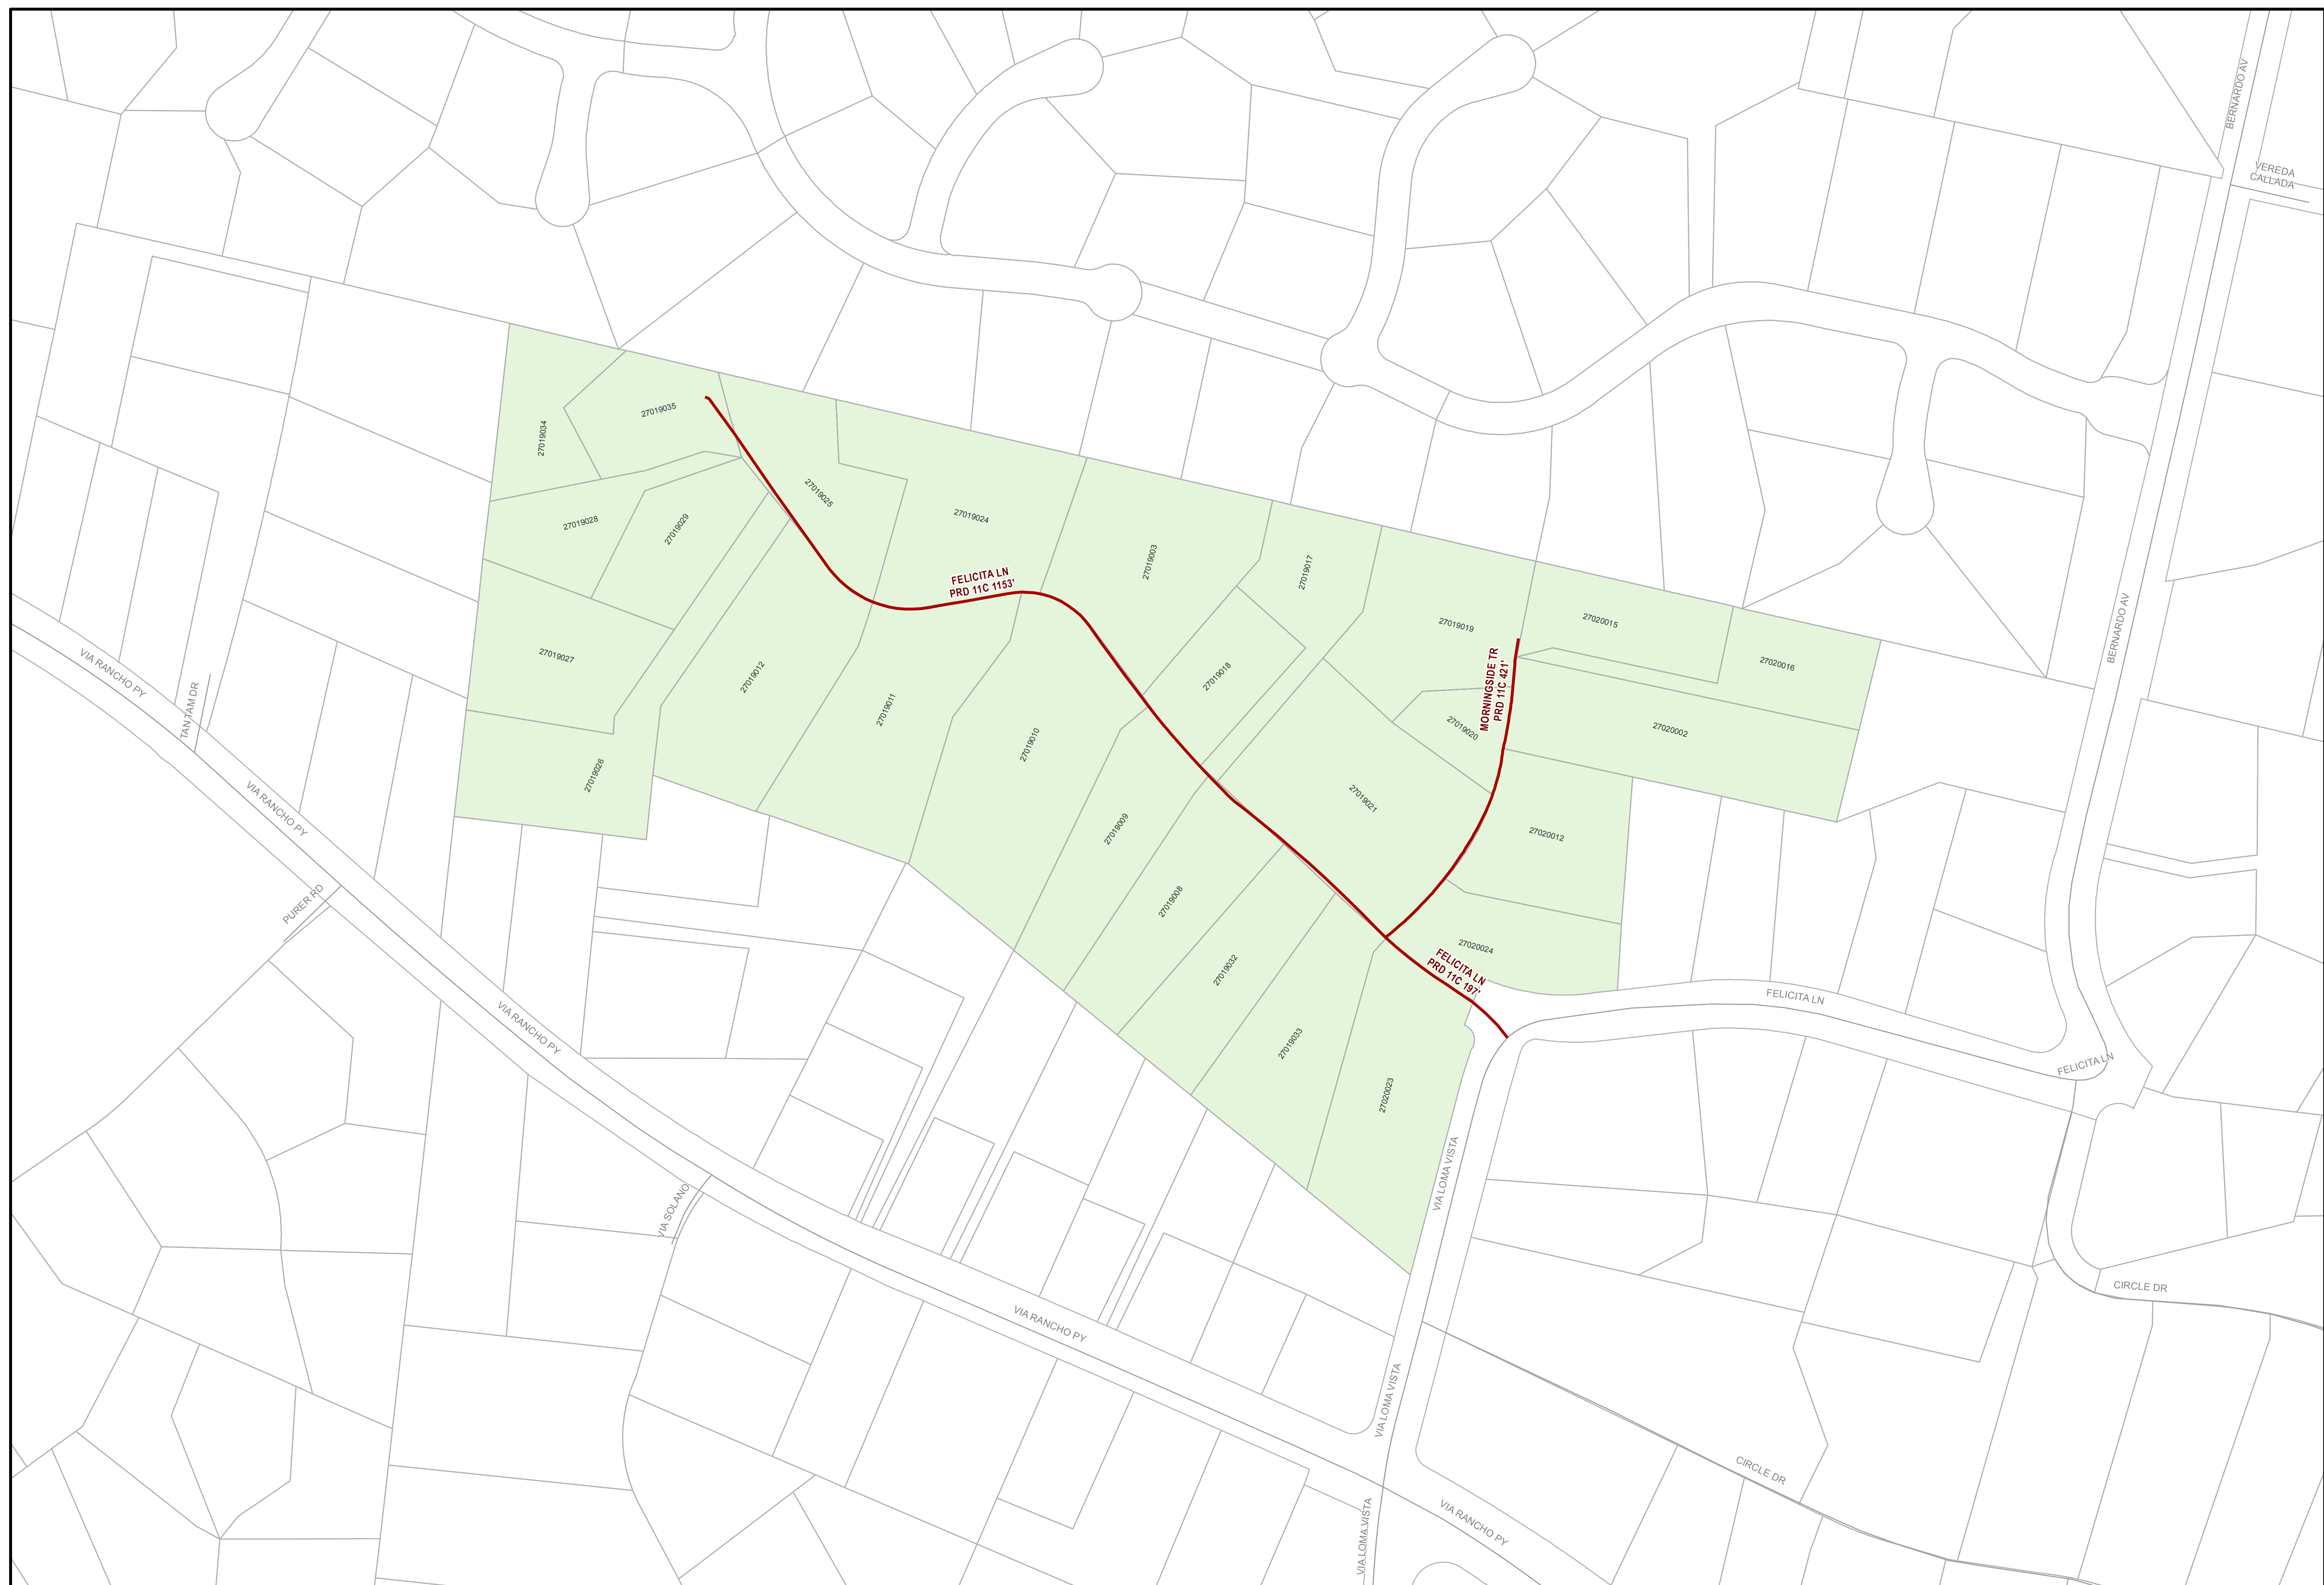 BERNARDO AV
VEREDA
CALLADA
27019035
27019034
27019025
27019028
27019029
27019024
27019003
27019017
FELICITA LN
PRD 11C 1153'
27019019
27020015
27020016
BERNARDO AV
VIA RANCHO PY
TAN TAM DR
27019027
27019012
27019011
27019010
27019018
MORNINGSIDE TR
PRD 11C 421'
27019020
27020002
VIA RANCHO PY
27019026
27019009
27019021
27020012
PURER RD
27019008
27019032
27020024
FELICITA LN
PRD 11C 197'
FELICITA LN
VIA RANCHO PY
27019033
27020023
FELICITA LN
VIA SOLANO
VIA LOMA VISTA
CIRCLE DR
VIA RANCHO PY
VIA LOMA VISTA
CIRCLE DR
VIA RANCHO PY
VIA LOMA VISTA